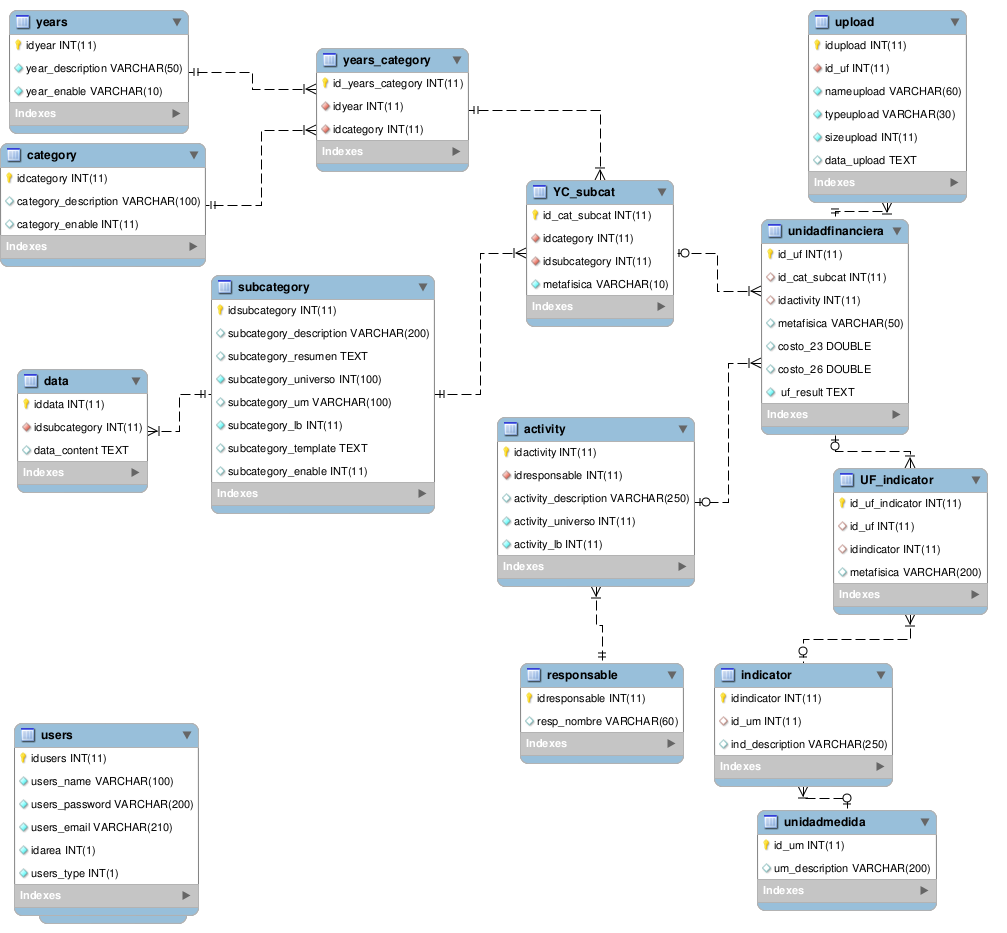 years
idyear INT(11)
year_description VARCHAR(50)
year_enable VARCHAR(10)
Indexes
category
idcategory INT(11)
category_description VARCHAR(100)
category_enable INT(11)
Indexes
years_category
id_years_category INT(11)
idyear INT(11)
idcategory INT(11)
Indexes
YC_subcat
id_cat_subcat INT(11)
idcategory INT(11)
idsubcategory INT(11)
metafisica VARCHAR(10)
Indexes
upload
idupload INT(11)
id_uf INT(11)
nameupload VARCHAR(60)
typeupload VARCHAR(30)
sizeupload INT(11)
data_upload TEXT
Indexes
unidadfinanciera
id_uf INT(11)
id_cat_subcat INT(11)
idactivity INT(11)
metafisica VARCHAR(50)
costo_23 DOUBLE
costo_26 DOUBLE
uf_result TEXT
Indexes
subcategory
idsubcategory INT(11)
subcategory_description VARCHAR(200)
subcategory_resumen TEXT
subcategory_universo INT(100)
subcategory_um VARCHAR(100)
subcategory_lb INT(11)
subcategory_template TEXT
subcategory_enable INT(11)
Indexes
data
iddata INT(11)
idsubcategory INT(11)
data_content TEXT
Indexes
activity
idactivity INT(11)
idresponsable INT(11)
activity_description VARCHAR(250)
activity_universo INT(11)
activity_lb INT(11)
Indexes
UF_indicator
id_uf_indicator INT(11)
id_uf INT(11)
idindicator INT(11)
metafisica VARCHAR(200)
Indexes
responsable
idresponsable INT(11)
resp_nombre VARCHAR(60)
Indexes
indicator
idindicator INT(11)
id_um INT(11)
ind_description VARCHAR(250)
Indexes
users
idusers INT(11)
users_name VARCHAR(100)
users_password VARCHAR(200)
users_email VARCHAR(210)
idarea INT(1)
users_type INT(1)
Indexes
unidadmedida
id_um INT(11)
um_description VARCHAR(200)
Indexes